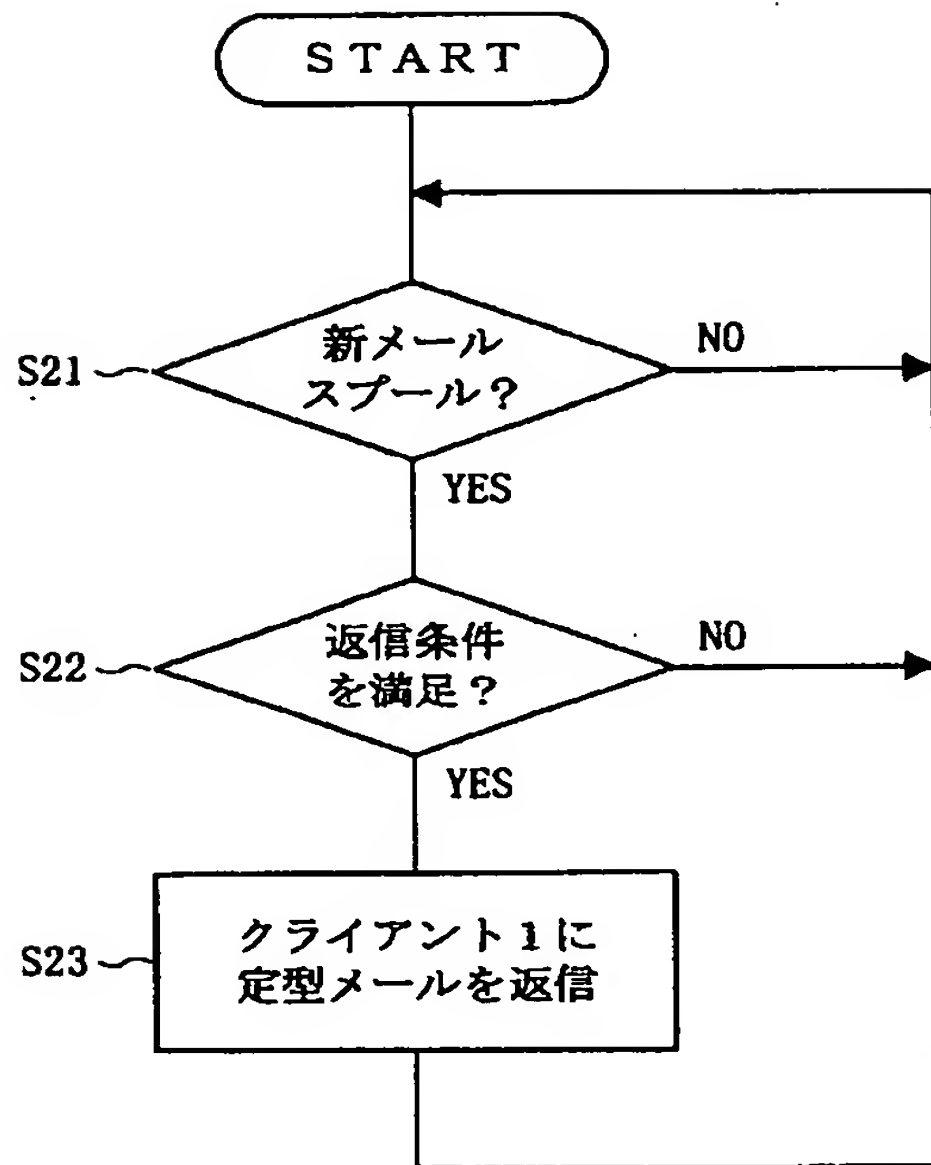 START
新メール
スプール？
NO
S21
YES
返信条件
を満足？
NO
S22
YES
クライアント1に
定型メールを返信
S23